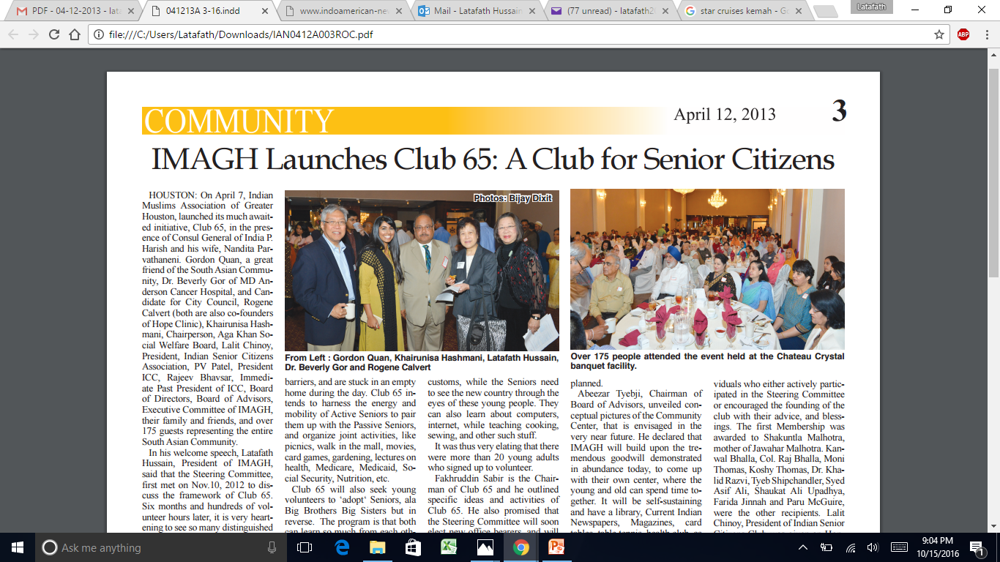 PDF - 04-12-2013 - lata
041213A 3-16.indd
www.indoamerican-ne
Mail - Latafath Hussain
(77 unread) - latafath2
star cruises kemah - Go
Latafath
file:///C:/Users/Latafath/Downloads/IAN0412A003ROC.pdf
ABP
COMMUNITY
April 12, 2013
3
IMAGH Launches Club 65: A Club for Senior Citizens
HOUSTON: On April 7, Indian
Muslims Association of Greater
Houston, launched its much await-
ed initiative, Club 65, in the pres-
ence of Consul General of India P.
Harish and his wife, Nandita Par-
vathaneni. Gordon Quan, a great
friend of the South Asian Commu-
nity, Dr. Beverly Gor of MD An-
derson Cancer Hospital, and Can-
didate for City Council, Rogene
Calvert (both are also co-founders
of Hope Clinic), Khairunisa Hash-
mani, Chairperson, Aga Khan So-
cial Welfare Board, Lalit Chinoy,
President, Indian Senior Citizens
Association, PV Patel, President
ICC, Rajeev Bhavsar, Immedi-
ate Past President of ICC, Board
of Directors, Board of Advisors,
Executive Committee of IMAGH,
their family and friends, and over
175 guests representing the entire
South Asian Community.
In his welcome speech, Latafath
Hussain, President of IMAGH,
said that the Steering Committee,
first met on Nov.10, 2012 to dis-
cuss the framework of Club 65.
Six months and hundreds of vol-
unteer hours later, it is very heart-
ening to see so many distinguished
Photos: Bijay Dixit
From Left : Gordon Quan, Khairunisa Hashmani, Latafath Hussain,
Dr. Beverly Gor and Rogene Calvert
barriers, and are stuck in an empty
home during the day. Club 65 in-
tends to harness the energy and
mobility of Active Seniors to pair
them up with the Passive Seniors,
and organize joint activities, like
picnics, walk in the mall, movies,
card games, gardening, lectures on
health, Medicare, Medicaid, So-
cial Security, Nutrition, etc.
Club 65 will also seek young
volunteers to ‘adopt‘ Seniors, ala
Big Brothers Big Sisters but in
reverse. The program is that both
can learn so much from each oth-
customs, while the Seniors need
to see the new country through the
eyes of these young people. They
can also learn about computers,
internet, while teaching cooking,
sewing, and other such stuff.
It was thus very elating that there
were more than 20 young adults
who signed up to volunteer.
Fakhruddin Sabir is the Chair-
man of Club 65 and he outlined
specific ideas and activities of
Club 65. He also promised that
the Steering Committee will soon
elect new office bearers, and will
Over 175 people attended the event held at the Chateau Crystal
banquet facility.
planned.
Abeezar Tyebji, Chairman of
Board of Advisors, unveiled con-
ceptual pictures of the Community
Center, that is envisaged in the
very near future. He declared that
IMAGH will build upon the tre-
mendous goodwill demonstrated
in abundance today, to come up
with their own center, where the
young and old can spend time to-
gether. It will be self-sustaining
and have a library, Current Indian
Newspapers, Magazines, card
tables, table tennis, health club, as
viduals who either actively partic-
ipated in the Steering Committee
or encouraged the founding of the
club with their advice, and bless-
ings. The first Membership was
awarded to Shakuntla Malhotra,
mother of Jawahar Malhotra. Kan-
wal Bhalla, Col. Raj Bhalla, Moni
Thomas, Koshy Thomas, Dr. Kha-
lid Razvi, Tyeb Shipchandler, Syed
Asif Ali, Shaukat Ali Upadhya,
Farida Jinnah and Paru McGuire,
were the other recipients. Lalit
Chinoy, President of Indian Senior
Ask me anything
9:04 PM
10/15/2016
1